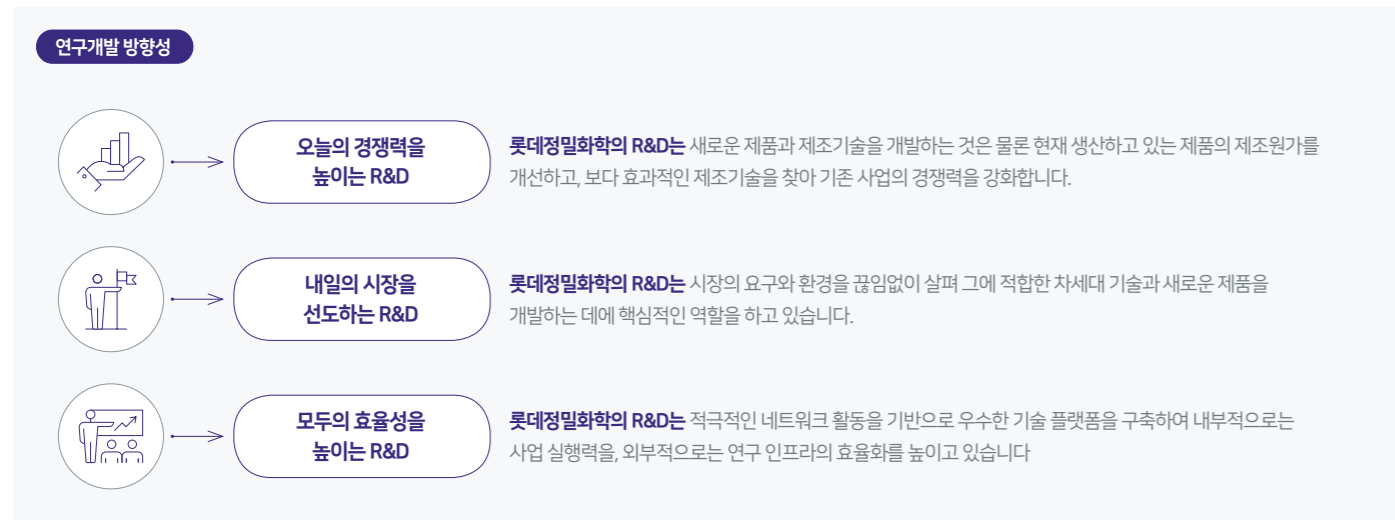 연구개발 방향성
오늘의 경쟁력을
높이는 R&D
롯데정밀화학의 R&D는 새로운 제품과 제조기술을 개발하는 것은 물론 현재 생산하고 있는 제품의 제조원가를
개선하고, 보다 효과적인 제조기술을 찾아 기존 사업의 경쟁력을 강화합니다.
내일의 시장을
선도하는 R&D
롯데정밀화학의 R&D는 시장의 요구와 환경을 끊임없이 살펴 그에 적합한 차세대 기술과 새로운 제품을
개발하는 데에 핵심적인 역할을 하고 있습니다.
모두의 효율성을
높이는 R&D
롯데정밀화학의 R&D는 적극적인 네트워크 활동을 기반으로 우수한 기술 플랫폼을 구축하여 내부적으로는
사업 실행력을, 외부적으로는 연구 인프라의 효율화를 높이고 있습니다